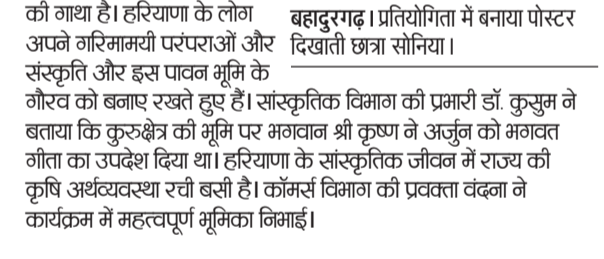 की गाथा है। हरियाणा के लोग
अपने गरिमामयी परंपराओं और
संस्कृति और इस पावन भूमि के
गौरव को बनाए रखते हुए हैं। सांस्कृतिक विभाग की प्रभारी डॉ. कुसुम ने
बताया कि कुरुक्षेत्र की भूमि पर भगवान श्री कृष्ण ने अर्जुन को भगवत
गीता का उपदेश दिया था। हरियाणा के सांस्कृतिक जीवन में राज्य की
कृषि अर्थव्यवस्था रची बसी है। कॉमर्स विभाग की प्रवक्ता वंदना ने
कार्यक्रम में महत्वपूर्ण भूमिका निभाई।
बहादुरगढ़। प्रतियोगिता में बनाया पोस्टर
दिखाती छात्रा सोनिया।